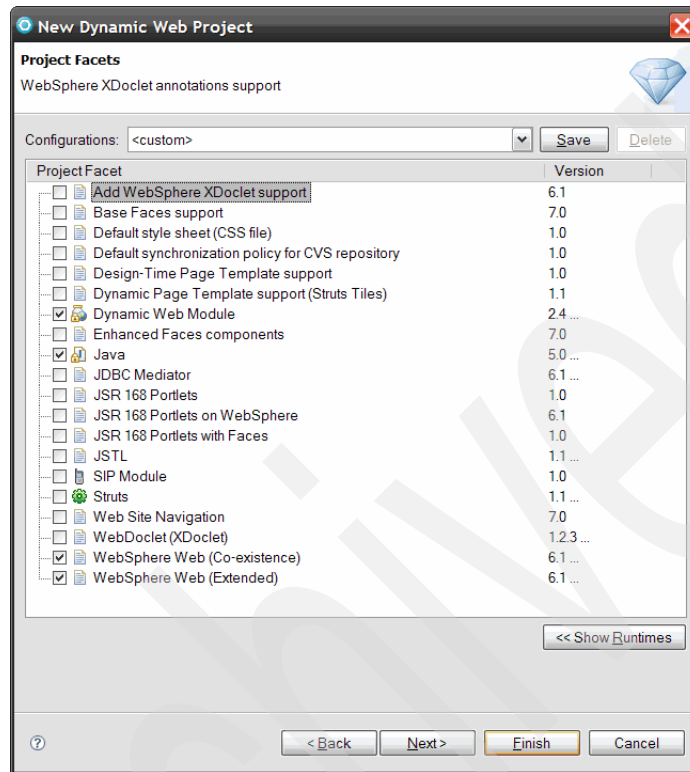 New Dynamic Web Project
Project Facets
WebSphere XDoclet annotations support
Configurations: <custom> Save Delete
Project Facet Version
Add WebSphere XDoclet support 6.1
Base Faces support 7.0
Default style sheet (CSS file) 1.0
Default synchronization policy for CVS repository 1.0
Design-Time Page Template support 1.0
Dynamic Page Template support (Struts Tiles) 1.1
Dynamic Web Module 2.4 ...
Enhanced Faces components 7.0
Java 5.0 ...
JDBC Mediator 6.1 ...
JSR 168 Portlets 1.0
JSR 168 Portlets on WebSphere 6.1
JSR 168 Portlets with Faces 1.0
JSTL 1.1 ...
SIP Module 1.0
Struts 1.1 ...
Web Site Navigation 7.0
WebDoclet (XDoclet) 1.2.3 ...
WebSphere Web (Co-existence) 6.1 ...
WebSphere Web (Extended) 6.1 ...
<< Show Runtimes
? < Back Next > Finish Cancel